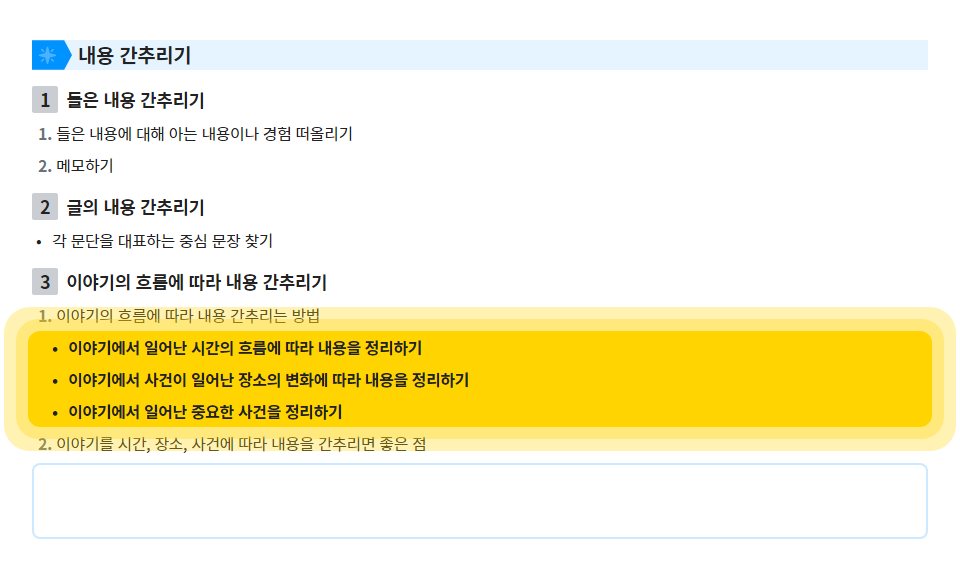 내용 간추리기
1 들은 내용 간추리기
1. 들은 내용에 대해 아는 내용이나 경험 떠올리기
2. 메모하기
2 글의 내용 간추리기
• 각 문단을 대표하는 중심 문장 찾기
3 이야기의 흐름에 따라 내용 간추리기
1. 이야기의 흐름에 따라 내용 간추리는 방법
• 이야기에서 일어난 시간의 흐름에 따라 내용을 정리하기
• 이야기에서 사건이 일어난 장소의 변화에 따라 내용을 정리하기
• 이야기에서 일어난 중요한 사건을 정리하기
2. 이야기를 시간, 장소, 사건에 따라 내용을 간추리면 좋은 점